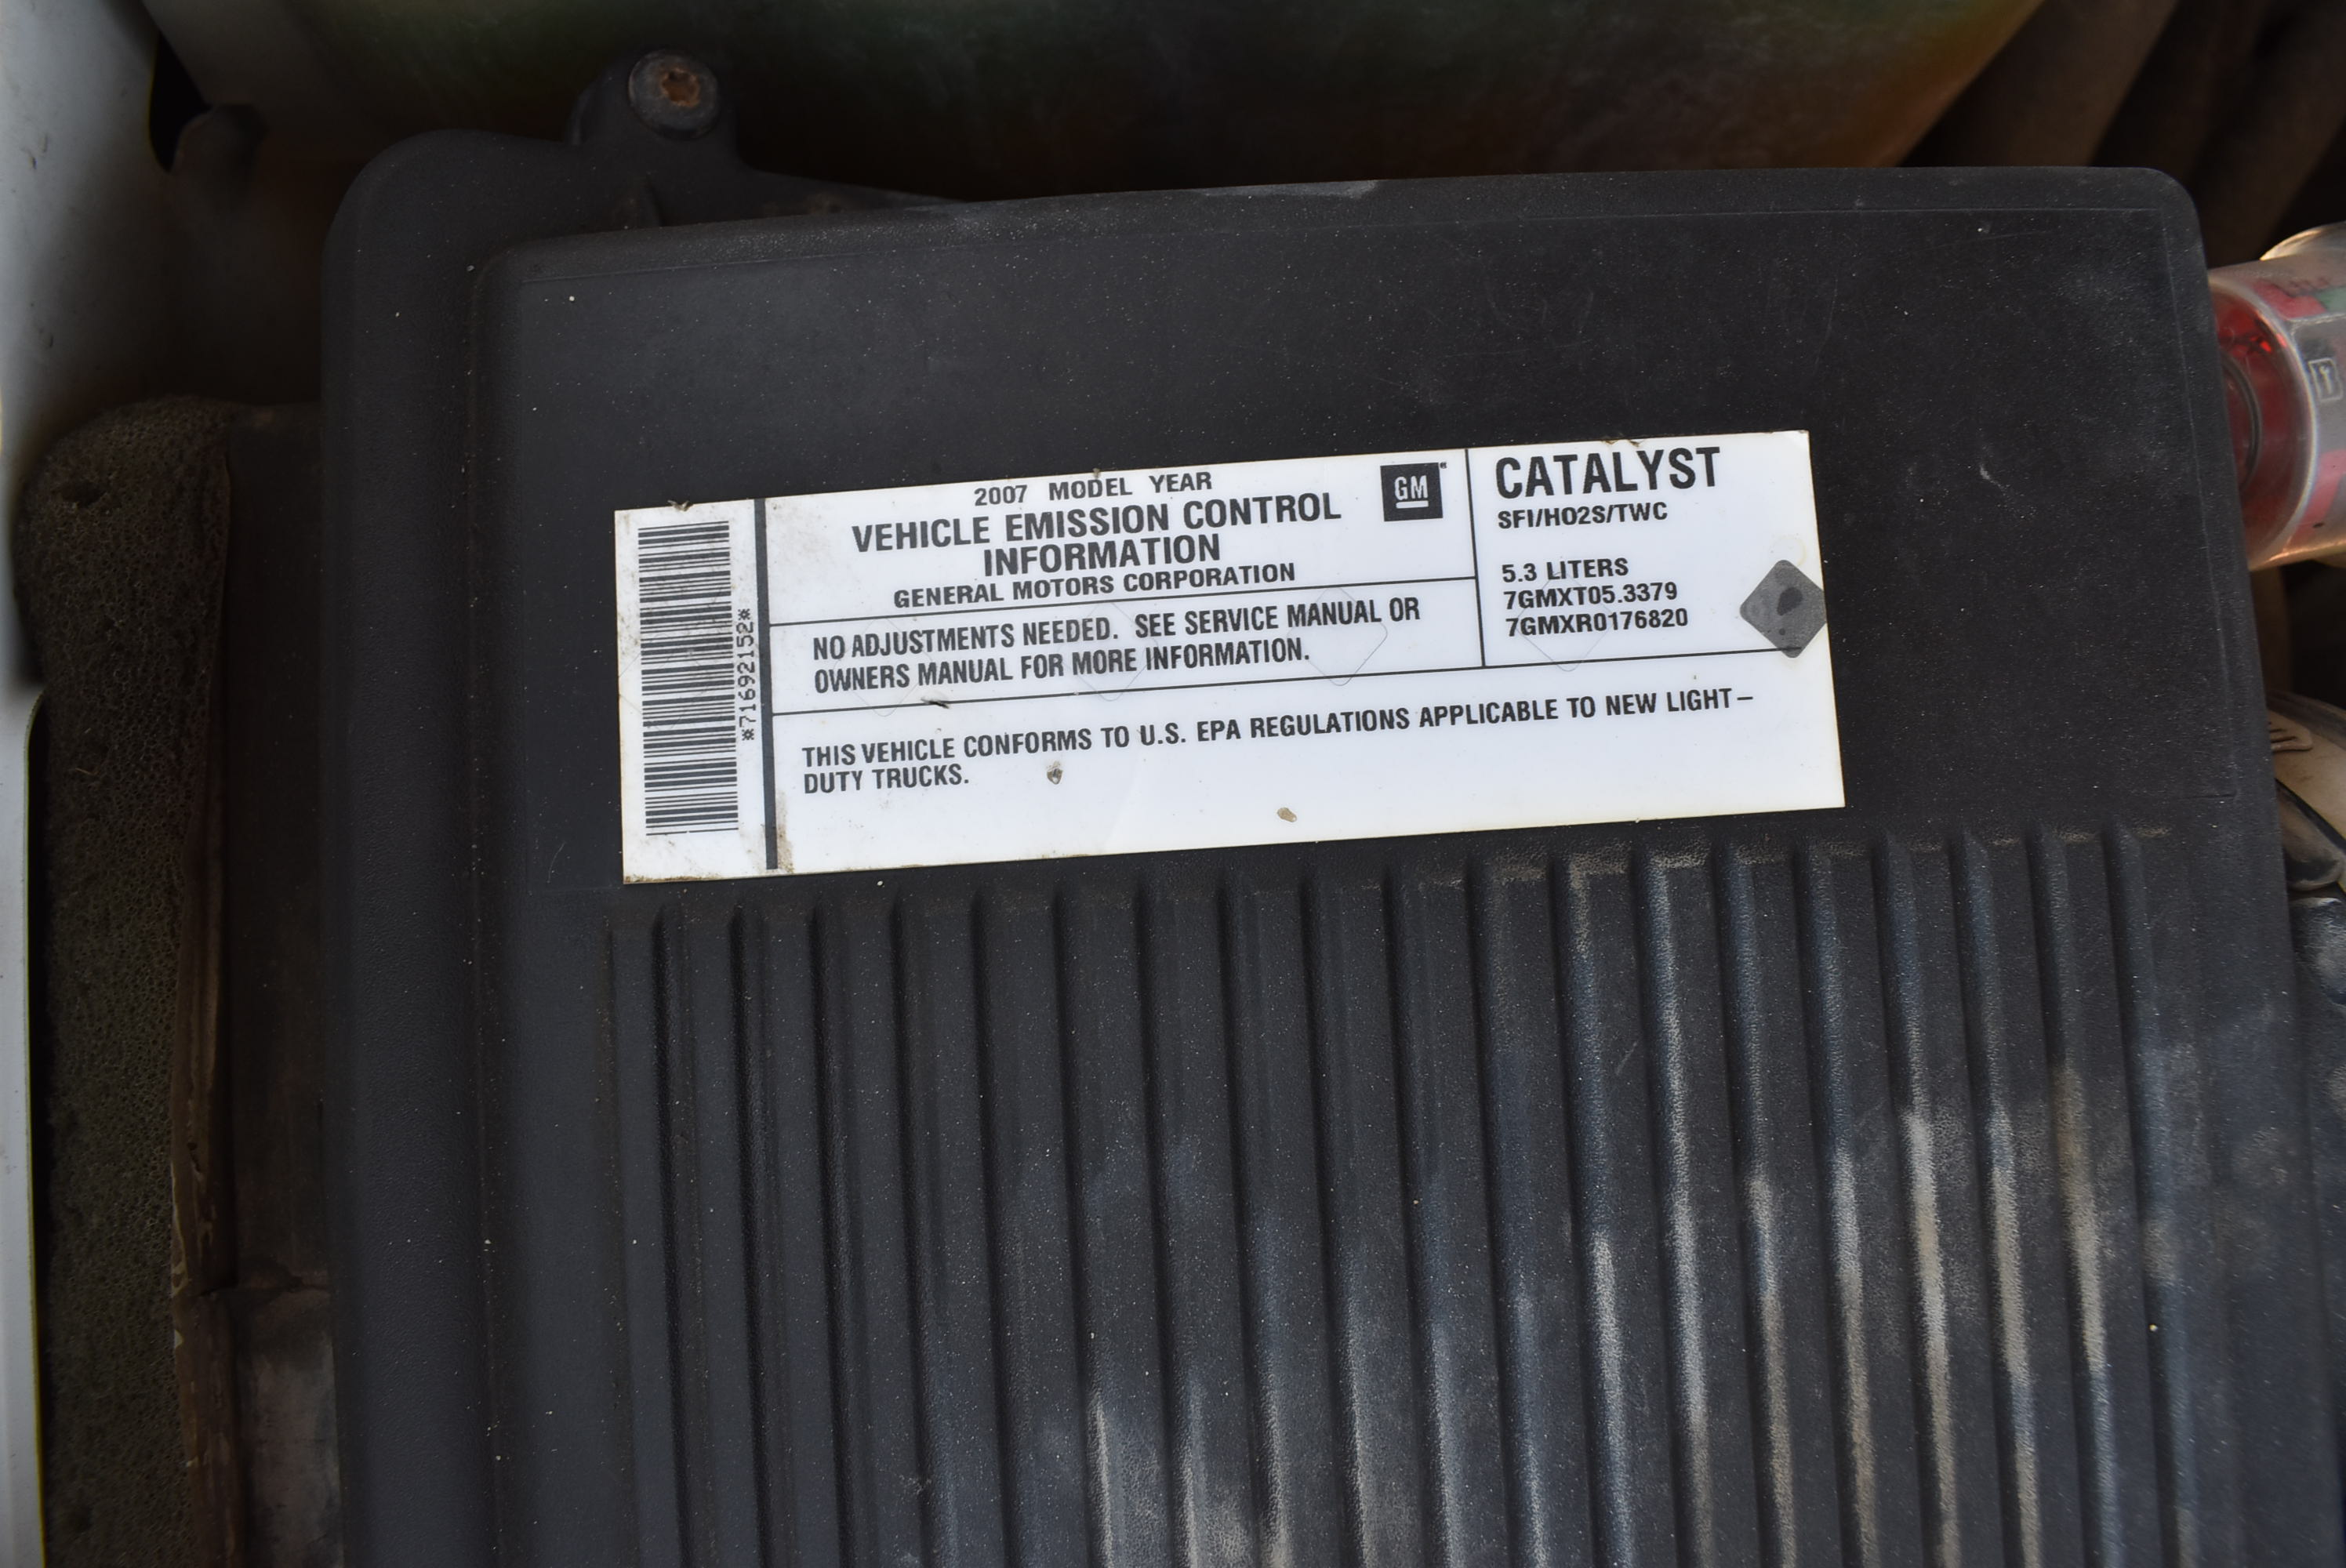 2007 MODEL YEAR
VEHICLE EMISSION CONTROL
INFORMATION
GENERAL MOTORS CORPORATION
GM
NO ADJUSTMENTS NEEDED. SEE SERVICE MANUAL OR
OWNERS MANUAL FOR MORE INFORMATION.
CATALYST
SFI/HO2S/TWC
5.3 LITERS
7GMXT05.3379
7GMXR0176820
THIS VEHICLE CONFORMS TO U.S. EPA REGULATIONS APPLICABLE TO NEW LIGHT–
DUTY TRUCKS.
*71692152*